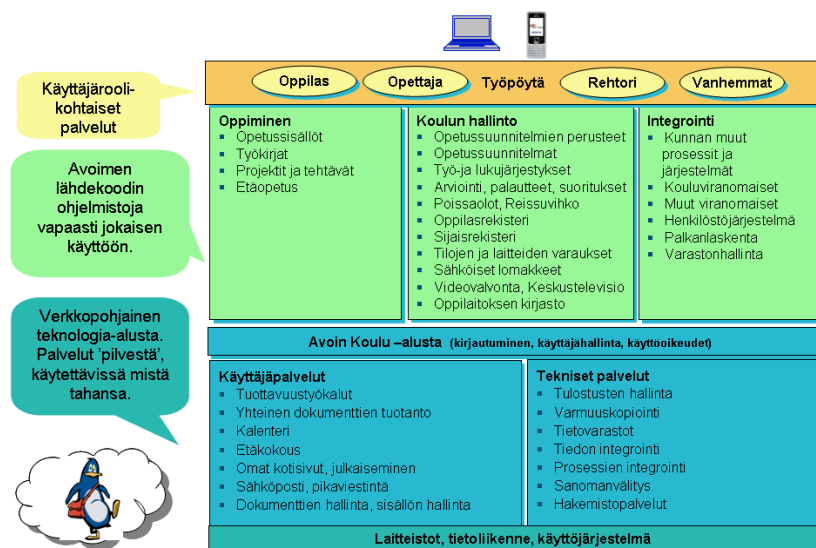 Oppilas
Opettaja
Työpöytä
Rehtori
Vanhemmat
Käyttäjärooli-
kohtaiset
palvelut
Avoimen
lähdekoodin
ohjelmistoja
vapaasti jokaisen
käyttöön.
Oppiminen
Opetussisällöt
Työkirjat
Projektit ja tehtävät
Etäopetus
Koulun hallinto
Opetussuunnitelmien perusteet
Opetussuunnitelmat
Työ-ja lukujärjestykset
Arviointi, palautteet, suoritukset
Poissaolot, Reissuvihko
Oppilasrekisteri
Sijaisrekisteri
Tilojen ja laitteiden varaukset
Sähköiset lomakkeet
Videovalvonta, Keskustelevisio
Oppilaitoksen kirjasto
Integrointi
Kunnan muut
prosessit ja
järjestelmät
Kouluviranomaiset
Muut viranomaiset
Henkilöstöjärjestelmä
Palkanlaskenta
Varastonhallinta
Verkkopohjainen
teknologia-alusta.
Palvelut 'pilvestä',
käytettävissä mistä
tahansa.
Avoin Koulu –alusta (kirjautuminen, käyttäjähallinta, käyttöoikeudet)
Käyttäjäpalvelut
Tuottavuustyökalut
Yhteinen dokumenttien tuotanto
Kalenteri
Etäkokous
Omat kotisivut, julkaiseminen
Sähköposti, pikaviestintä
Dokumenttien hallinta, sisällön hallinta
Tekniset palvelut
Tulostusten hallinta
Varmuuskopiointi
Tietovarastot
Tiedon integrointi
Prosessien integrointi
Sanomanvälitys
Hakemistopalvelut
Laitteistot, tietoliikenne, käyttöjärjestelmä